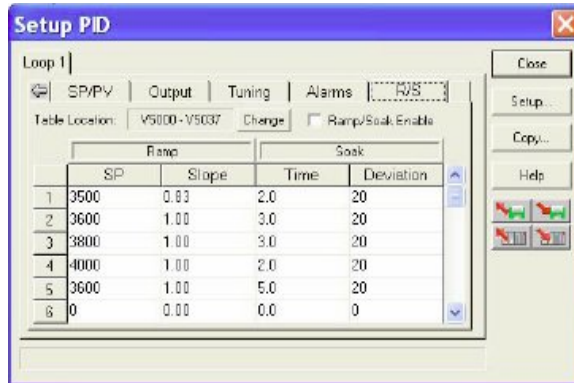 Setup PID
Loop 1
SP/PV Output Tuning Alarms R/S
Table Location: V5000 - V5037 Change Ramp/Soak Enable
Ramp Soak
SP Slope Time Deviation
1 3500 0.83 2.0 20
2 3600 1.00 3.0 20
3 3800 1.00 3.0 20
4 4000 1.00 2.0 20
5 3600 1.00 5.0 20
6 0 0.00 0.0 0
Close
Setup...
Copy...
Help